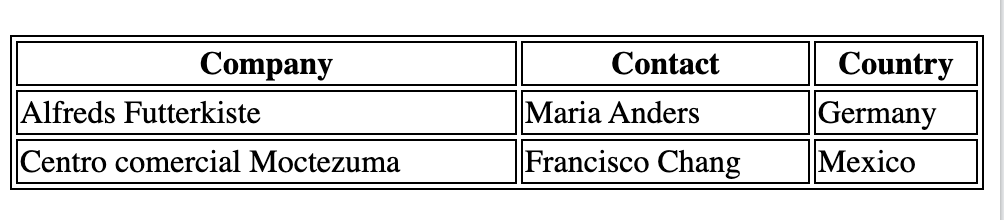 Company Contact Country
Alfreds Futterkiste Maria Anders Germany
Centro comercial Moctezuma Francisco Chang Mexico